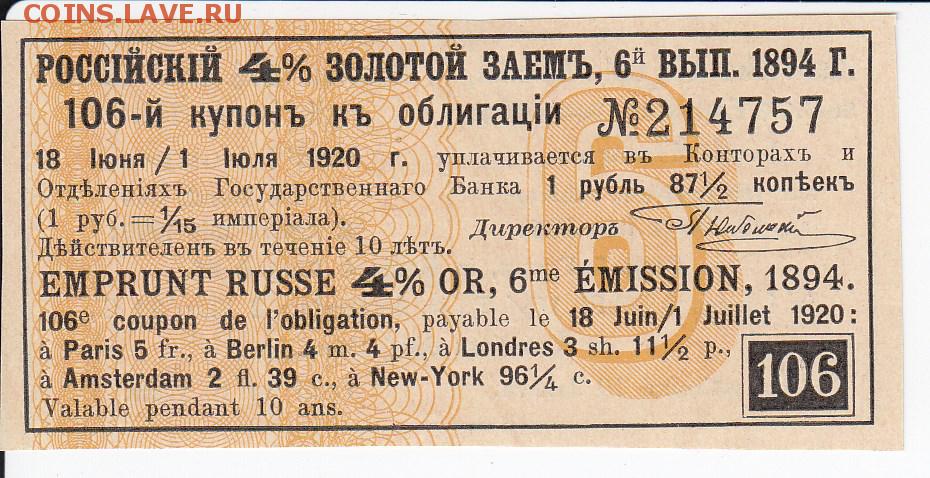 COINS.LAVE.RU
РОССІЙСКІЙ 4% ЗОЛОТОЙ ЗАЕМЪ, 6й ВЫП. 1894 Г.
106-й купонъ къ облигаціи №214757
18 Іюня / 1 Іюля 1920 г. уплачивается въ Конторахъ и
Отдѣленіяхъ Государственнаго Банка 1 рубль 87½ копѣекъ
(1 руб. = 1/15 имперіала).
Директоръ
Дѣйствителенъ въ теченіе 10 лѣтъ.
EMPRUNT RUSSE 4% OR, 6me ÉMISSION, 1894.
106e coupon de l'obligation, payable le 18 Juin/1 Juillet 1920:
à Paris 5 fr., à Berlin 4 m. 4 pf., à Londres 3 sh. 11½ p.,
à Amsterdam 2 fl. 39 c., à New-York 96¼ c.
Valable pendant 10 ans.
106
6